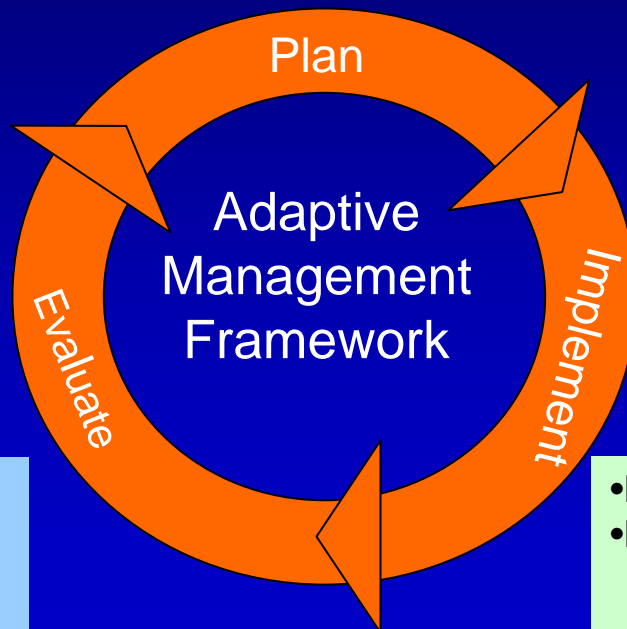 Plan
Adaptive
Management
Framework
Implement
Evaluate